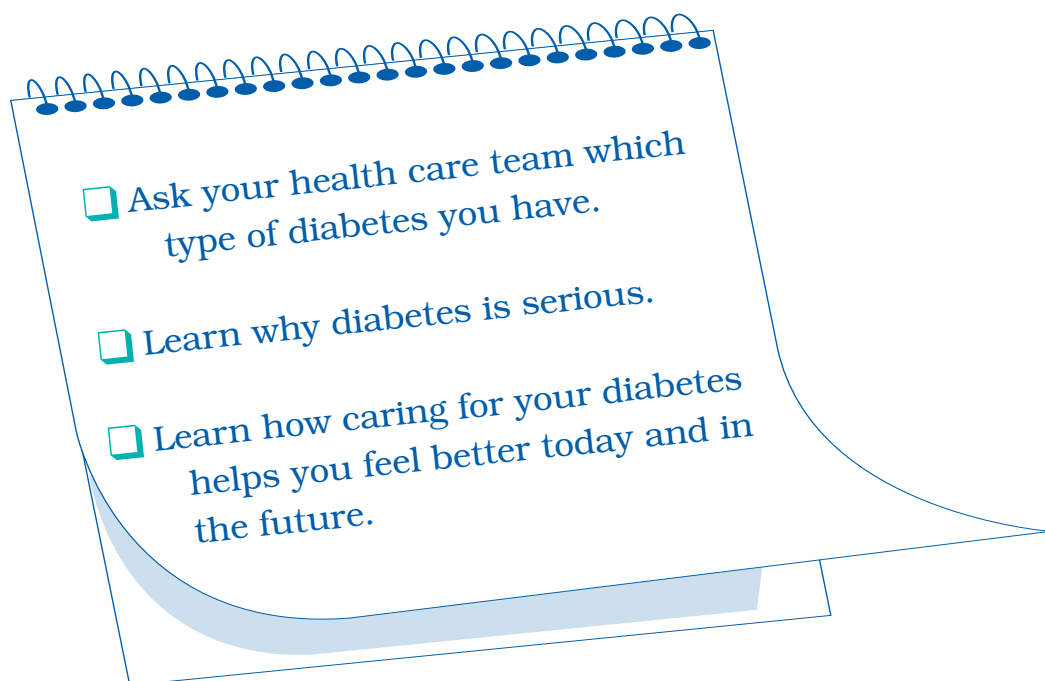 Ask your health care team which
type of diabetes you have.
Learn why diabetes is serious.
Learn how caring for your diabetes
helps you feel better today and in
the future.